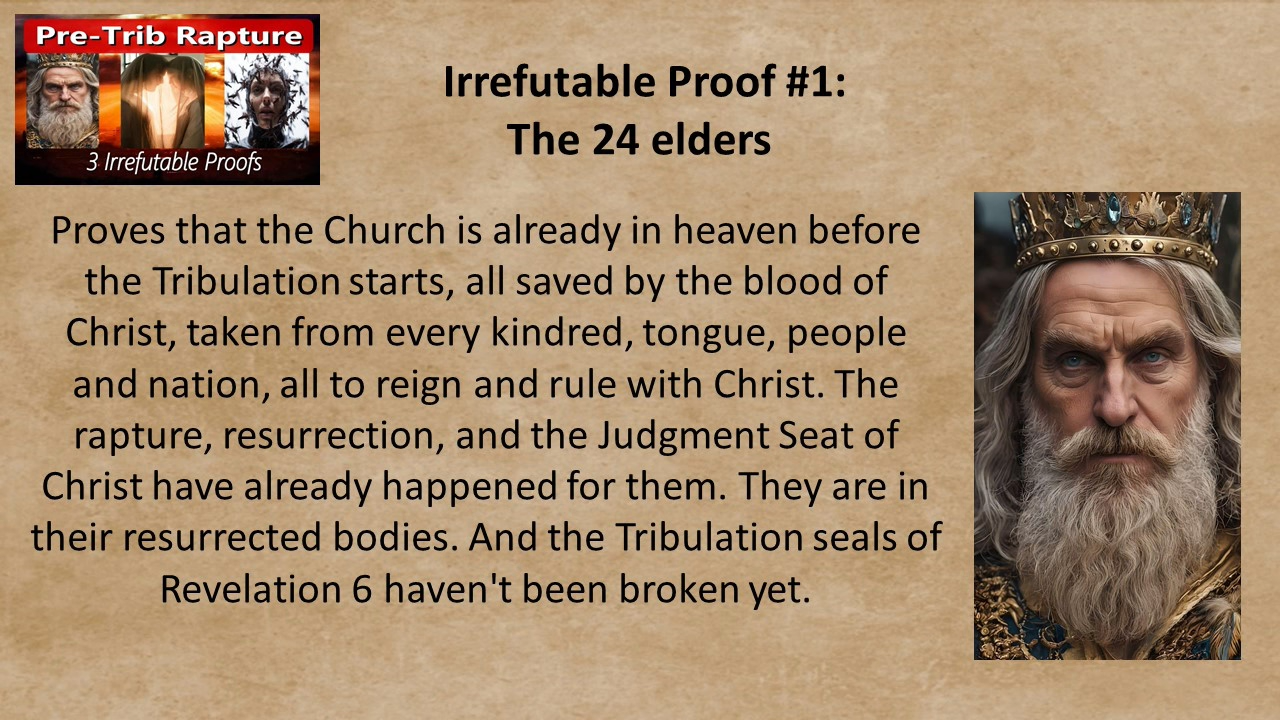 Pre-Trib Rapture
3 Irrefutable Proofs
Irrefutable Proof #1:
The 24 elders
Proves that the Church is already in heaven before
the Tribulation starts, all saved by the blood of
Christ, taken from every kindred, tongue, people
and nation, all to reign and rule with Christ. The
rapture, resurrection, and the Judgment Seat of
Christ have already happened for them. They are in
their resurrected bodies. And the Tribulation seals of
Revelation 6 haven't been broken yet.